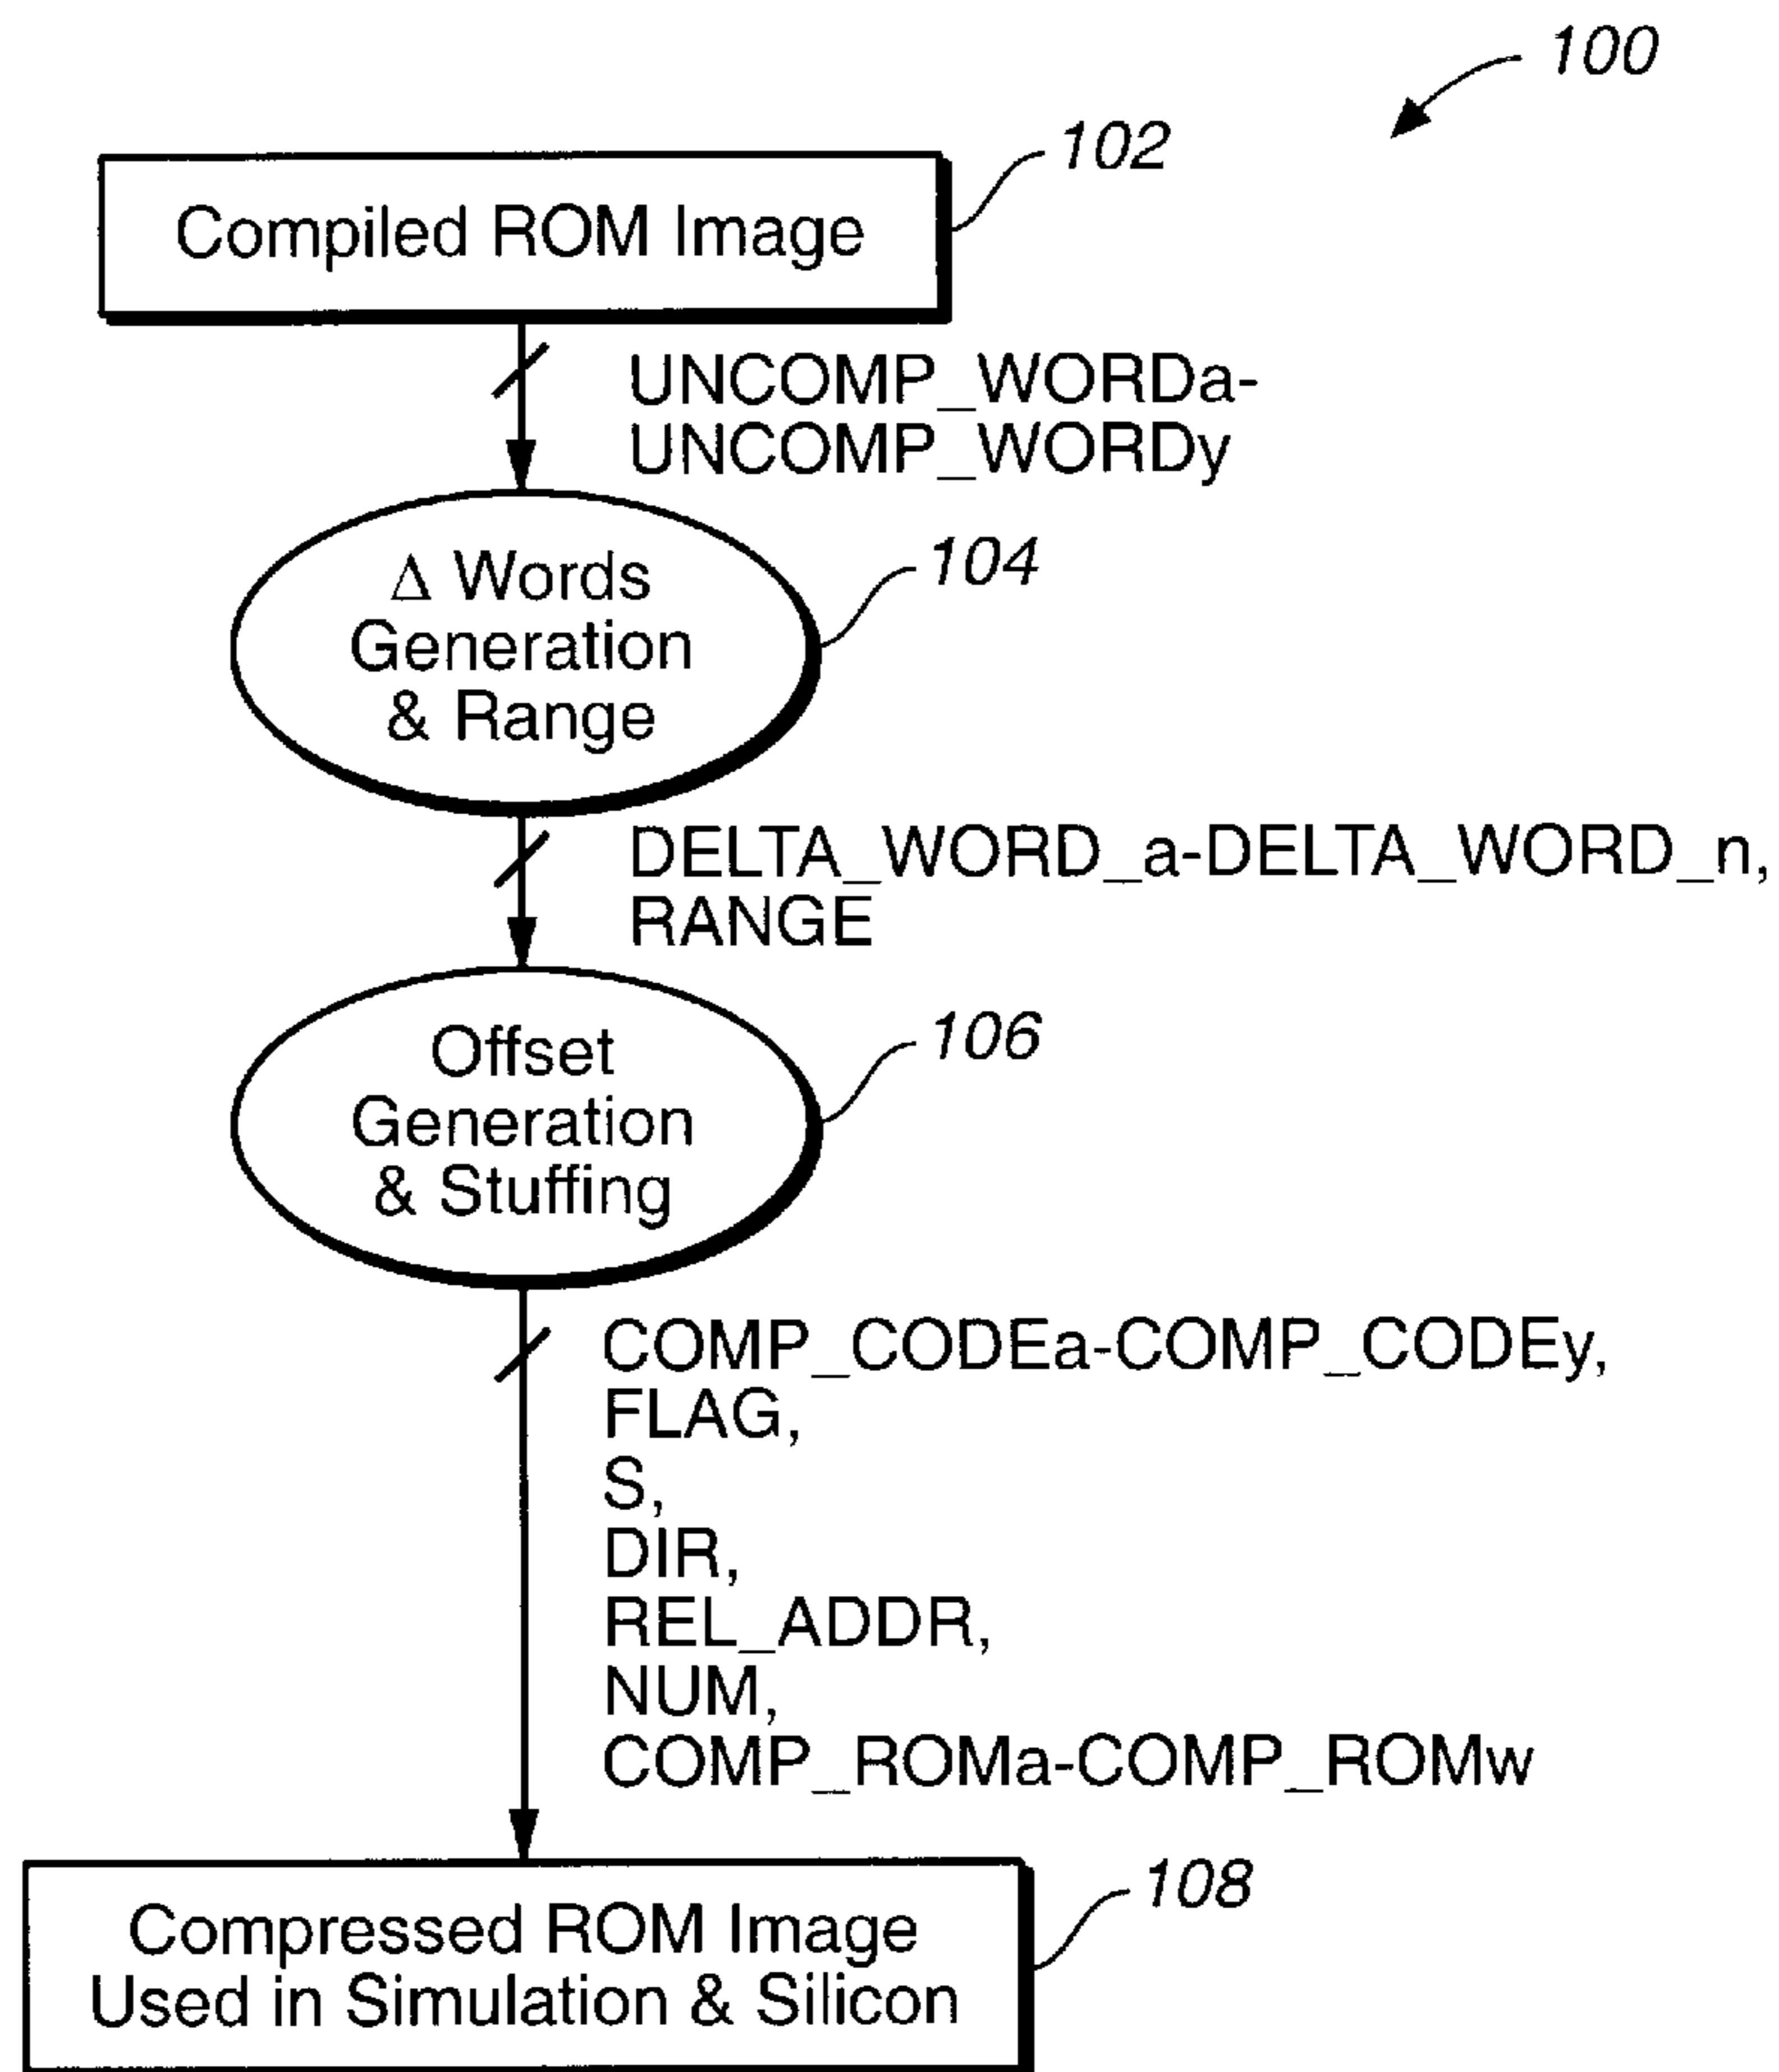 100
102
Compiled ROM Image
UNCOMP_WORDa-
UNCOMP_WORDy
104
Δ Words
Generation
& Range
DELTA_WORD_a-DELTA_WORD_n,
RANGE
106
Offset
Generation
& Stuffing
COMP_CODEa-COMP_CODEy,
FLAG,
S,
DIR,
REL_ADDR,
NUM,
COMP_ROMa-COMP_ROMw
108
Compressed ROM Image
Used in Simulation & Silicon